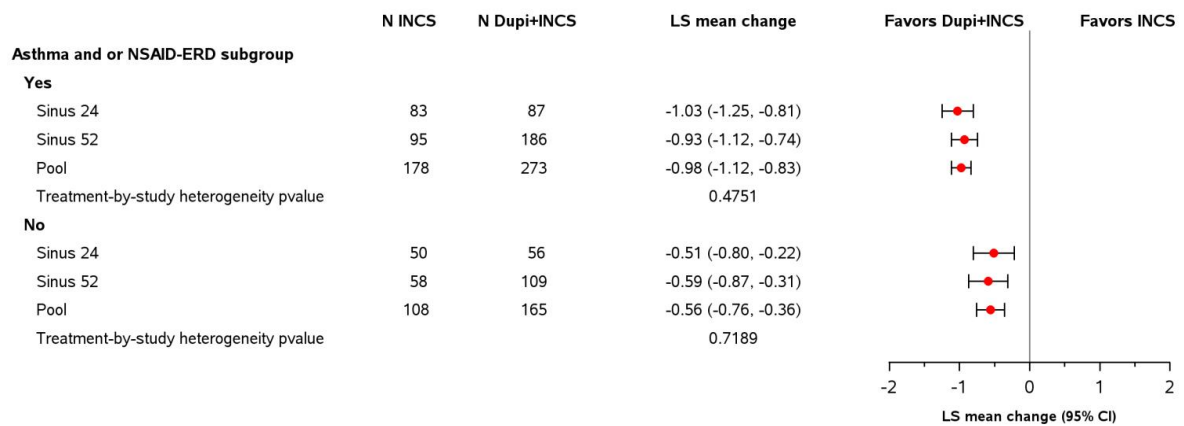 N INCS N Dupi+INCS LS mean change Favors Dupi+INCS Favors INCS
Asthma and or NSAID-ERD subgroup
Yes
Sinus 24 83 87 -1.03 (-1.25, -0.81)
Sinus 52 95 186 -0.93 (-1.12, -0.74)
Pool 178 273 -0.98 (-1.12, -0.83)
Treatment-by-study heterogeneity pvalue 0.4751
No
Sinus 24 50 56 -0.51 (-0.80, -0.22)
Sinus 52 58 109 -0.59 (-0.87, -0.31)
Pool 108 165 -0.56 (-0.76, -0.36)
Treatment-by-study heterogeneity pvalue 0.7189
-2 -1 0 1 2
LS mean change (95% CI)